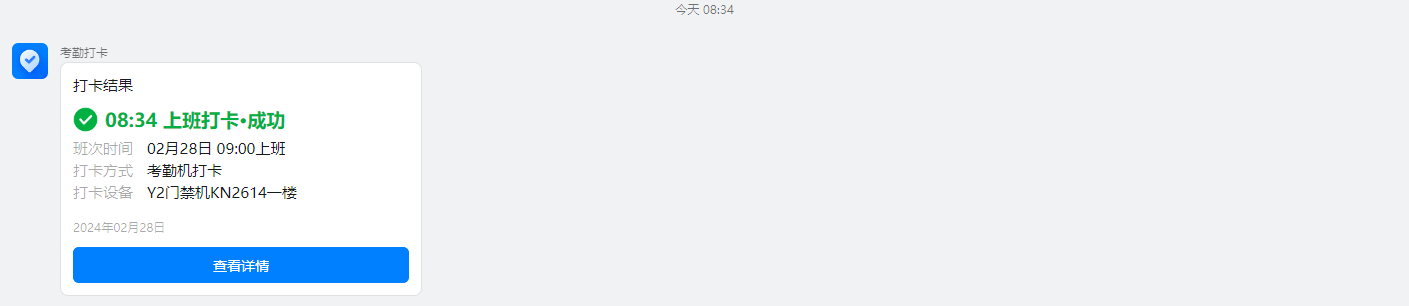 今天 08:34
考勤打卡
打卡结果
08:34 上班打卡·成功
班次时间 02月28日 09:00上班
打卡方式 考勤机打卡
打卡设备 Y2门禁机KN2614一楼
2024年02月28日
查看详情